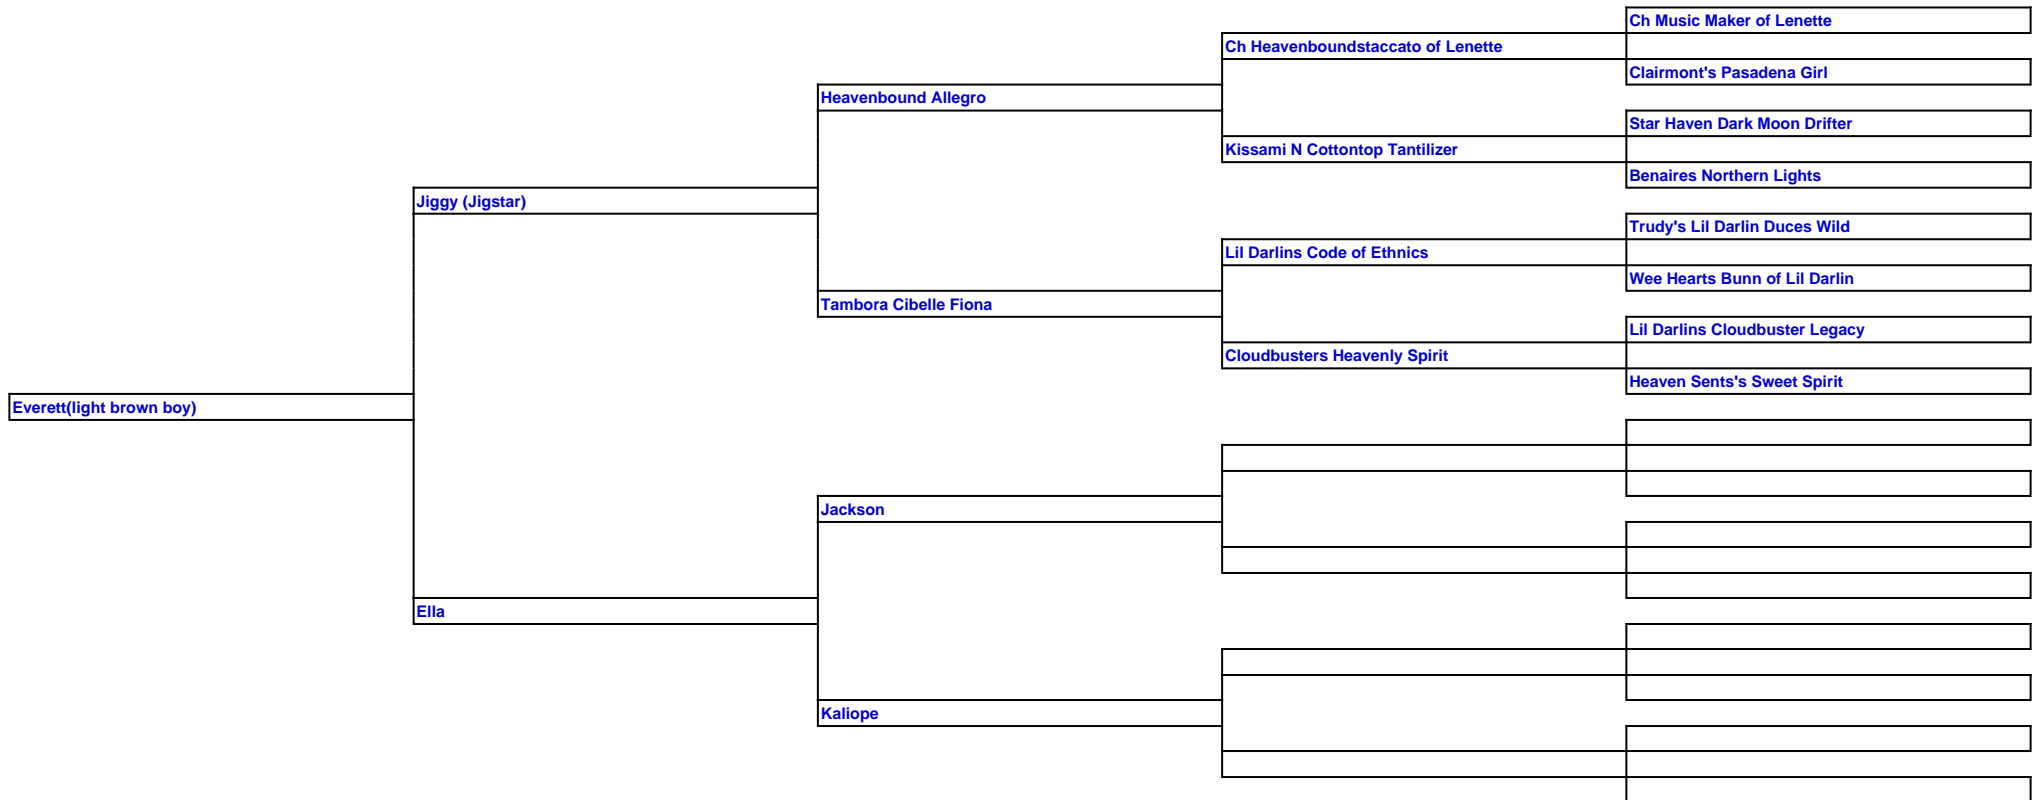 Ch Music Maker of Lenette
Ch Heavenboundstaccato of Lenette
Clairmont's Pasadena Girl
Heavenbound Allegro
Star Haven Dark Moon Drifter
Kissami N Cottontop Tantilizer
Benaires Northern Lights
Jiggy (Jigstar)
Trudy's Lil Darlin Duces Wild
Lil Darlins Code of Ethnics
Wee Hearts Bunn of Lil Darlin
Tambora Cibelle Fiona
Lil Darlins Cloudbuster Legacy
Cloudbusters Heavenly Spirit
Heaven Sents's Sweet Spirit
Everett(light brown boy)
Jackson
Ella
Kaliope